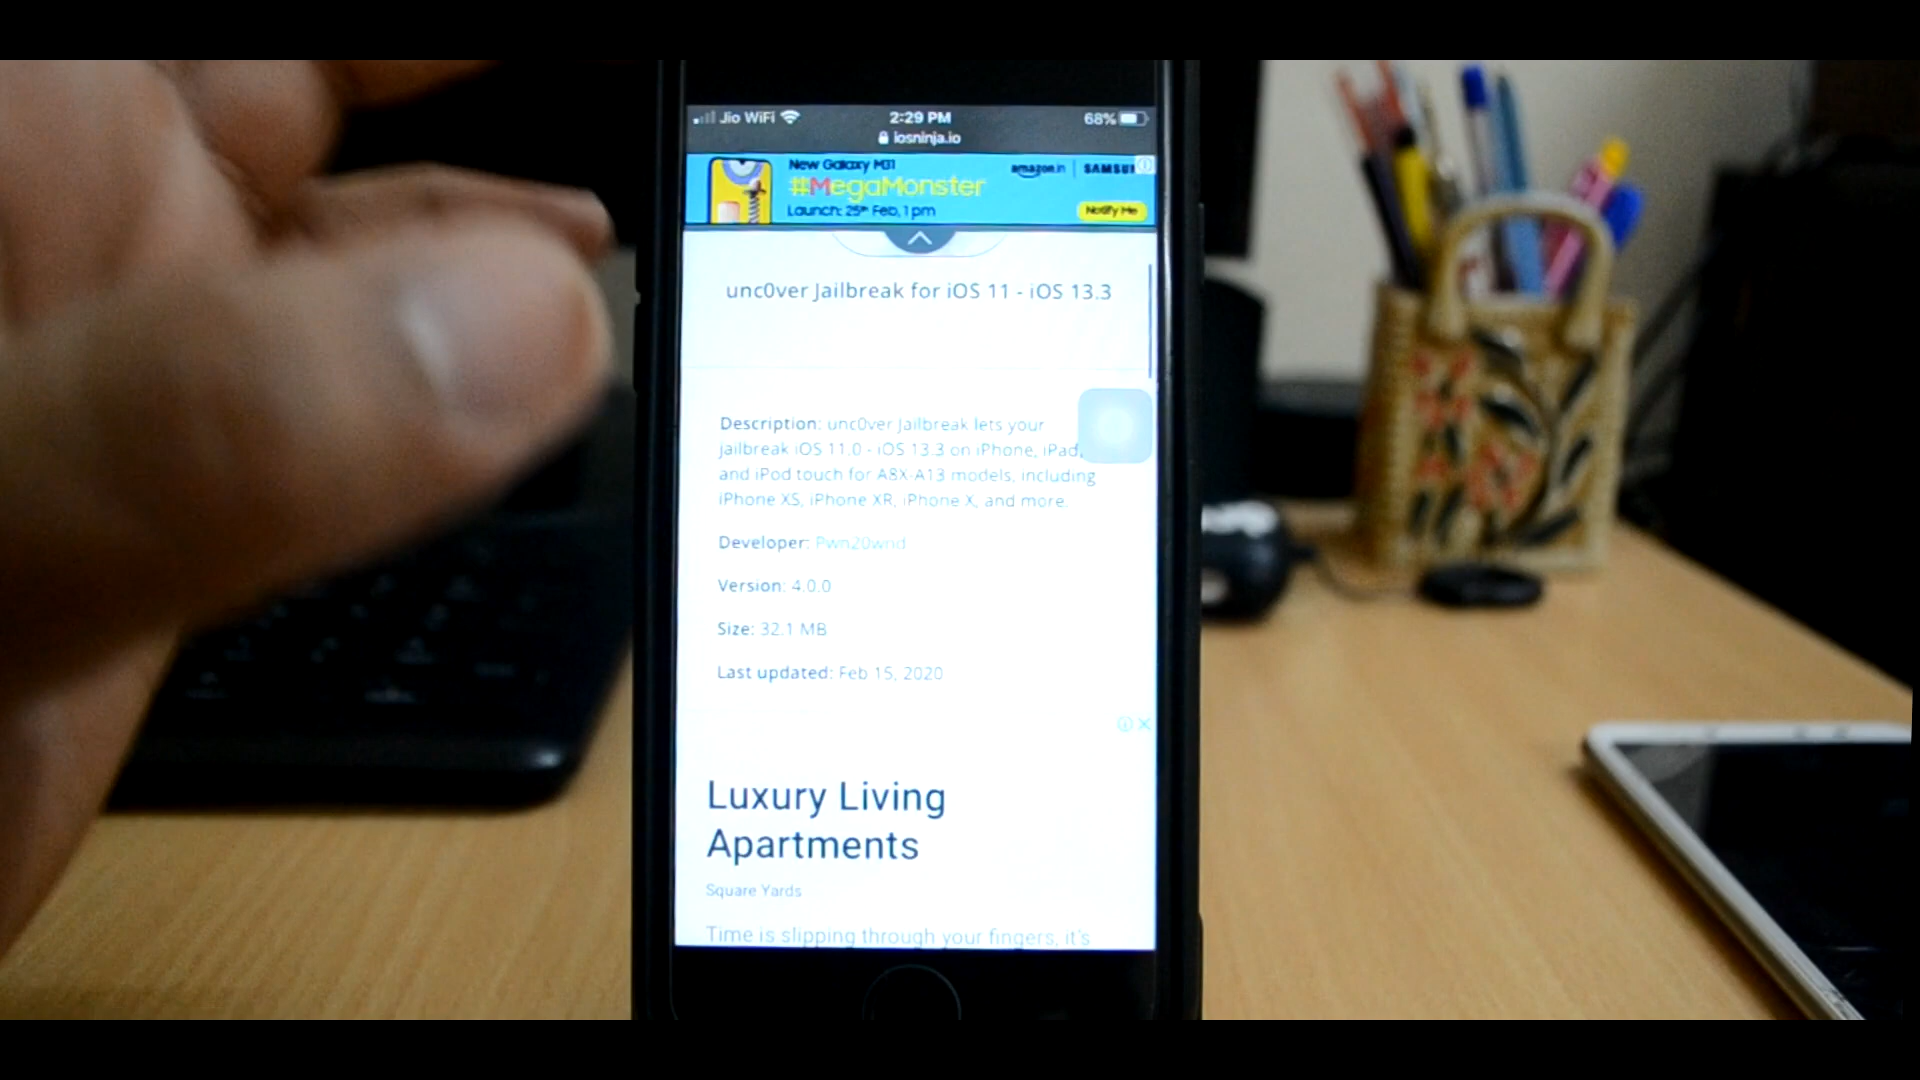 Jio WiFi
2:29 PM
68%
iosninja.io
New Galaxy M31
#MegaMonster
Launch: 25th Feb, 1 pm
amazon.in
SAMSU
Notify Me
unc0ver Jailbreak for iOS 11 - iOS 13.3
Description: unc0ver Jailbreak lets your
jailbreak iOS 11.0 - iOS 13.3 on iPhone, iPad,
and iPod touch for A8X-A13 models, including
iPhone XS, iPhone XR, iPhone X, and more.
Developer: Pwn20wnd
Version: 4.0.0
Size: 32.1 MB
Last updated: Feb 15, 2020
Luxury Living
Apartments
Square Yards
Time is slipping through your fingers, it's